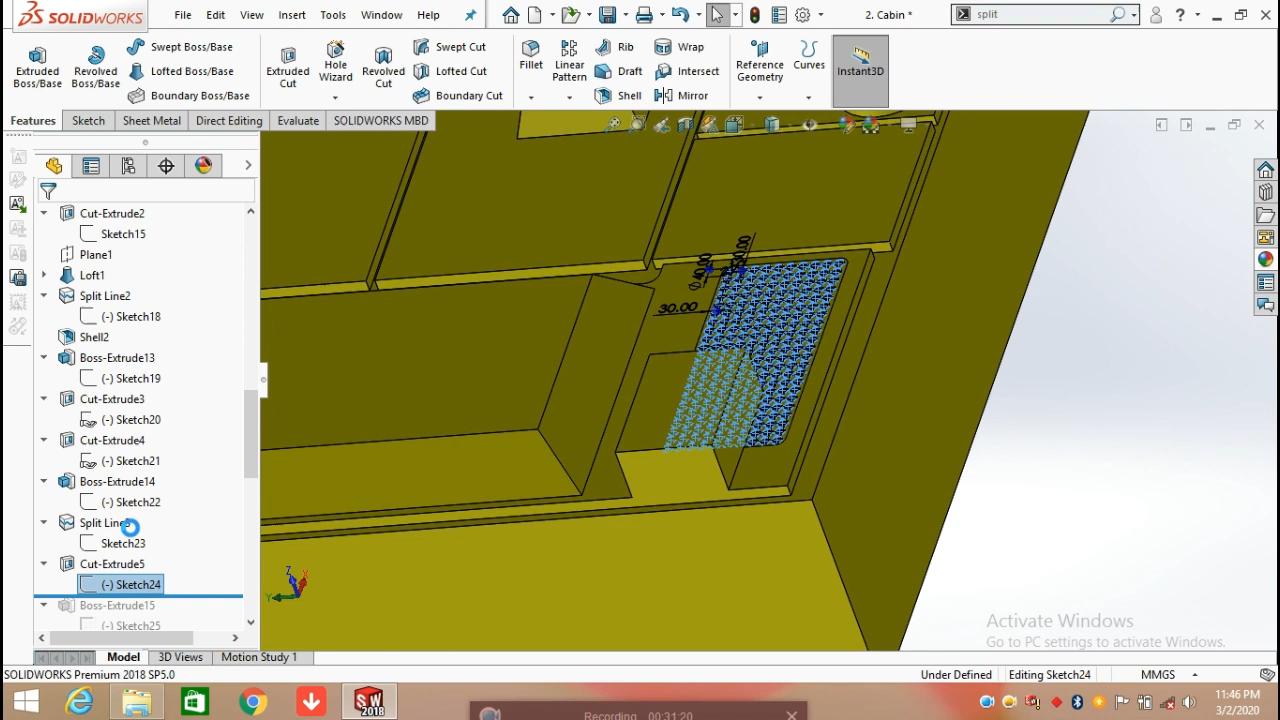 SOLIDWORKS File Edit View Insert Tools Window Help 2. Cabin * split ?
Extruded Boss/Base
Revolved Boss/Base
Swept Boss/Base
Lofted Boss/Base
Boundary Boss/Base
Extruded Cut
Hole Wizard
Revolved Cut
Swept Cut
Lofted Cut
Boundary Cut
Fillet
Linear Pattern
Rib
Draft
Shell
Wrap
Intersect
Mirror
Reference Geometry
Curves
Instant3D
Features Sketch Sheet Metal Direct Editing Evaluate SOLIDWORKS MBD
Cut-Extrude2
Sketch15
Plane1
Loft1
Split Line2
(-) Sketch18
Shell2
Boss-Extrude13
(-) Sketch19
Cut-Extrude3
(-) Sketch20
Cut-Extrude4
(-) Sketch21
Boss-Extrude14
(-) Sketch22
Split Line
Sketch23
Cut-Extrude5
(-) Sketch24
Boss-Extrude15
(-) Sketch25
30.00
Z
X
Y
Activate Windows
Go to PC settings to activate Windows.
Model 3D Views Motion Study 1
SOLIDWORKS Premium 2018 SP5.0 Under Defined Editing Sketch24 MMGS
SW
2018
Recording 00:31:20
11:46 PM
3/2/2020